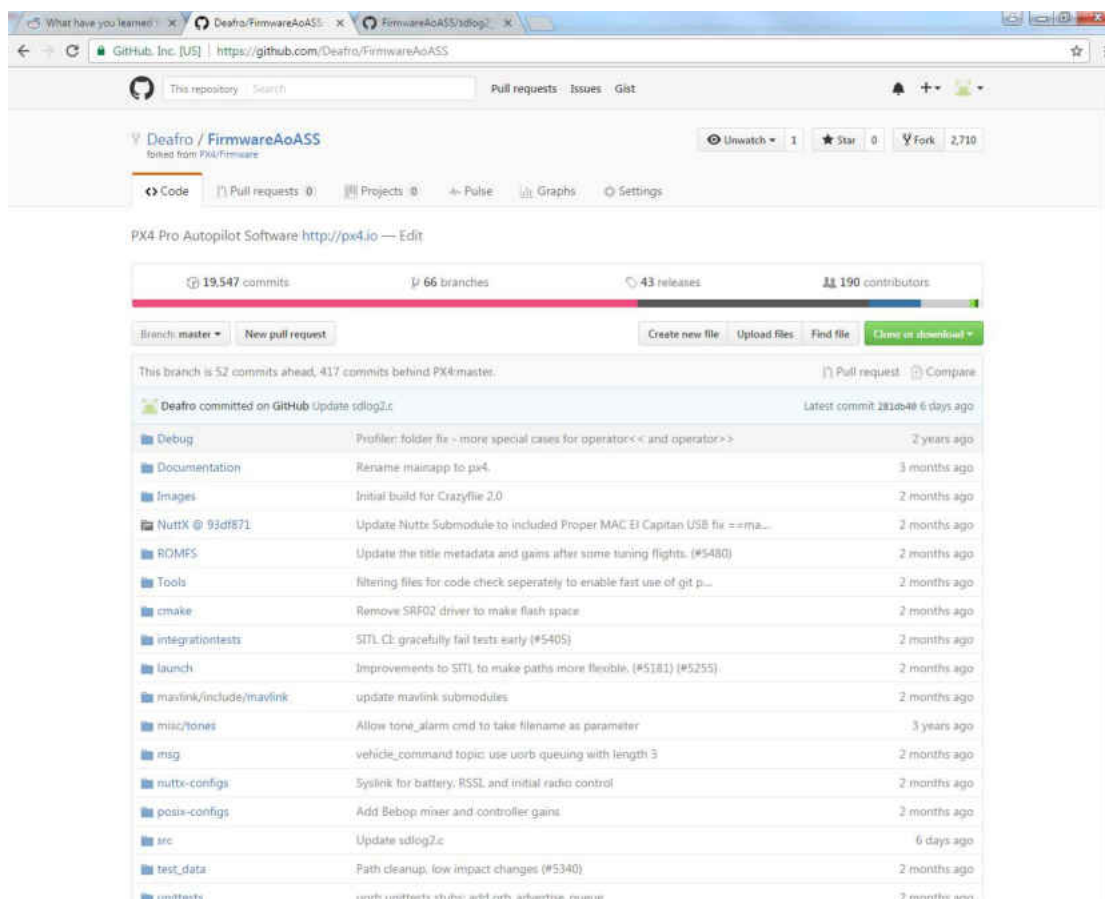 What have you learned
Deafro/FirmwareAoASS:
FirmwareAoASS/sdlog2_
GitHub, Inc. [US] https://github.com/Deafro/FirmwareAoASS
This repository Search Pull requests Issues Gist
Deafro / FirmwareAoASS
forked from PX4/Firmware
Unwatch 1 Star 0 Fork 2,710
Code Pull requests 0 Projects 0 Pulse Graphs Settings
PX4 Pro Autopilot Software http://px4.io — Edit
19,547 commits 66 branches 43 releases 190 contributors
Branch: master New pull request Create new file Upload files Find file Clone or download
This branch is 52 commits ahead, 417 commits behind PX4:master. Pull request Compare
Deafro committed on GitHub Update sdlog2.c Latest commit 281db40 6 days ago
Debug Profiler: folder fix - more special cases for operator<< and operator>> 2 years ago
Documentation Rename mainapp to px4. 3 months ago
Images Initial build for Crazyflie 2.0 2 months ago
NuttX @ 93df871 Update Nuttx Submodule to included Proper MAC El Capitan USB fix ==ma... 2 months ago
ROMFS Update the title metadata and gains after some tuning flights. (#5480) 2 months ago
Tools filtering files for code check seperately to enable fast use of git p... 2 months ago
cmake Remove SRF02 driver to make flash space 2 months ago
integrationtests SITL CI: gracefully fail tests early (#5405) 2 months ago
launch Improvements to SITL to make paths more flexible. (#5181) (#5255) 2 months ago
mavlink/include/mavlink update mavlink submodules 2 months ago
misc/tones Allow tone_alarm cmd to take filename as parameter 3 years ago
msg vehicle_command topic: use uorb queuing with length 3 2 months ago
nuttx-configs Syslink for battery, RSSI, and initial radio control 2 months ago
posix-configs Add Bebop mixer and controller gains 2 months ago
src Update sdlog2.c 6 days ago
test_data Path cleanup, low impact changes (#5340) 2 months ago
unittests uorb unittests stubs: add orb_advertise_queue 2 months ago